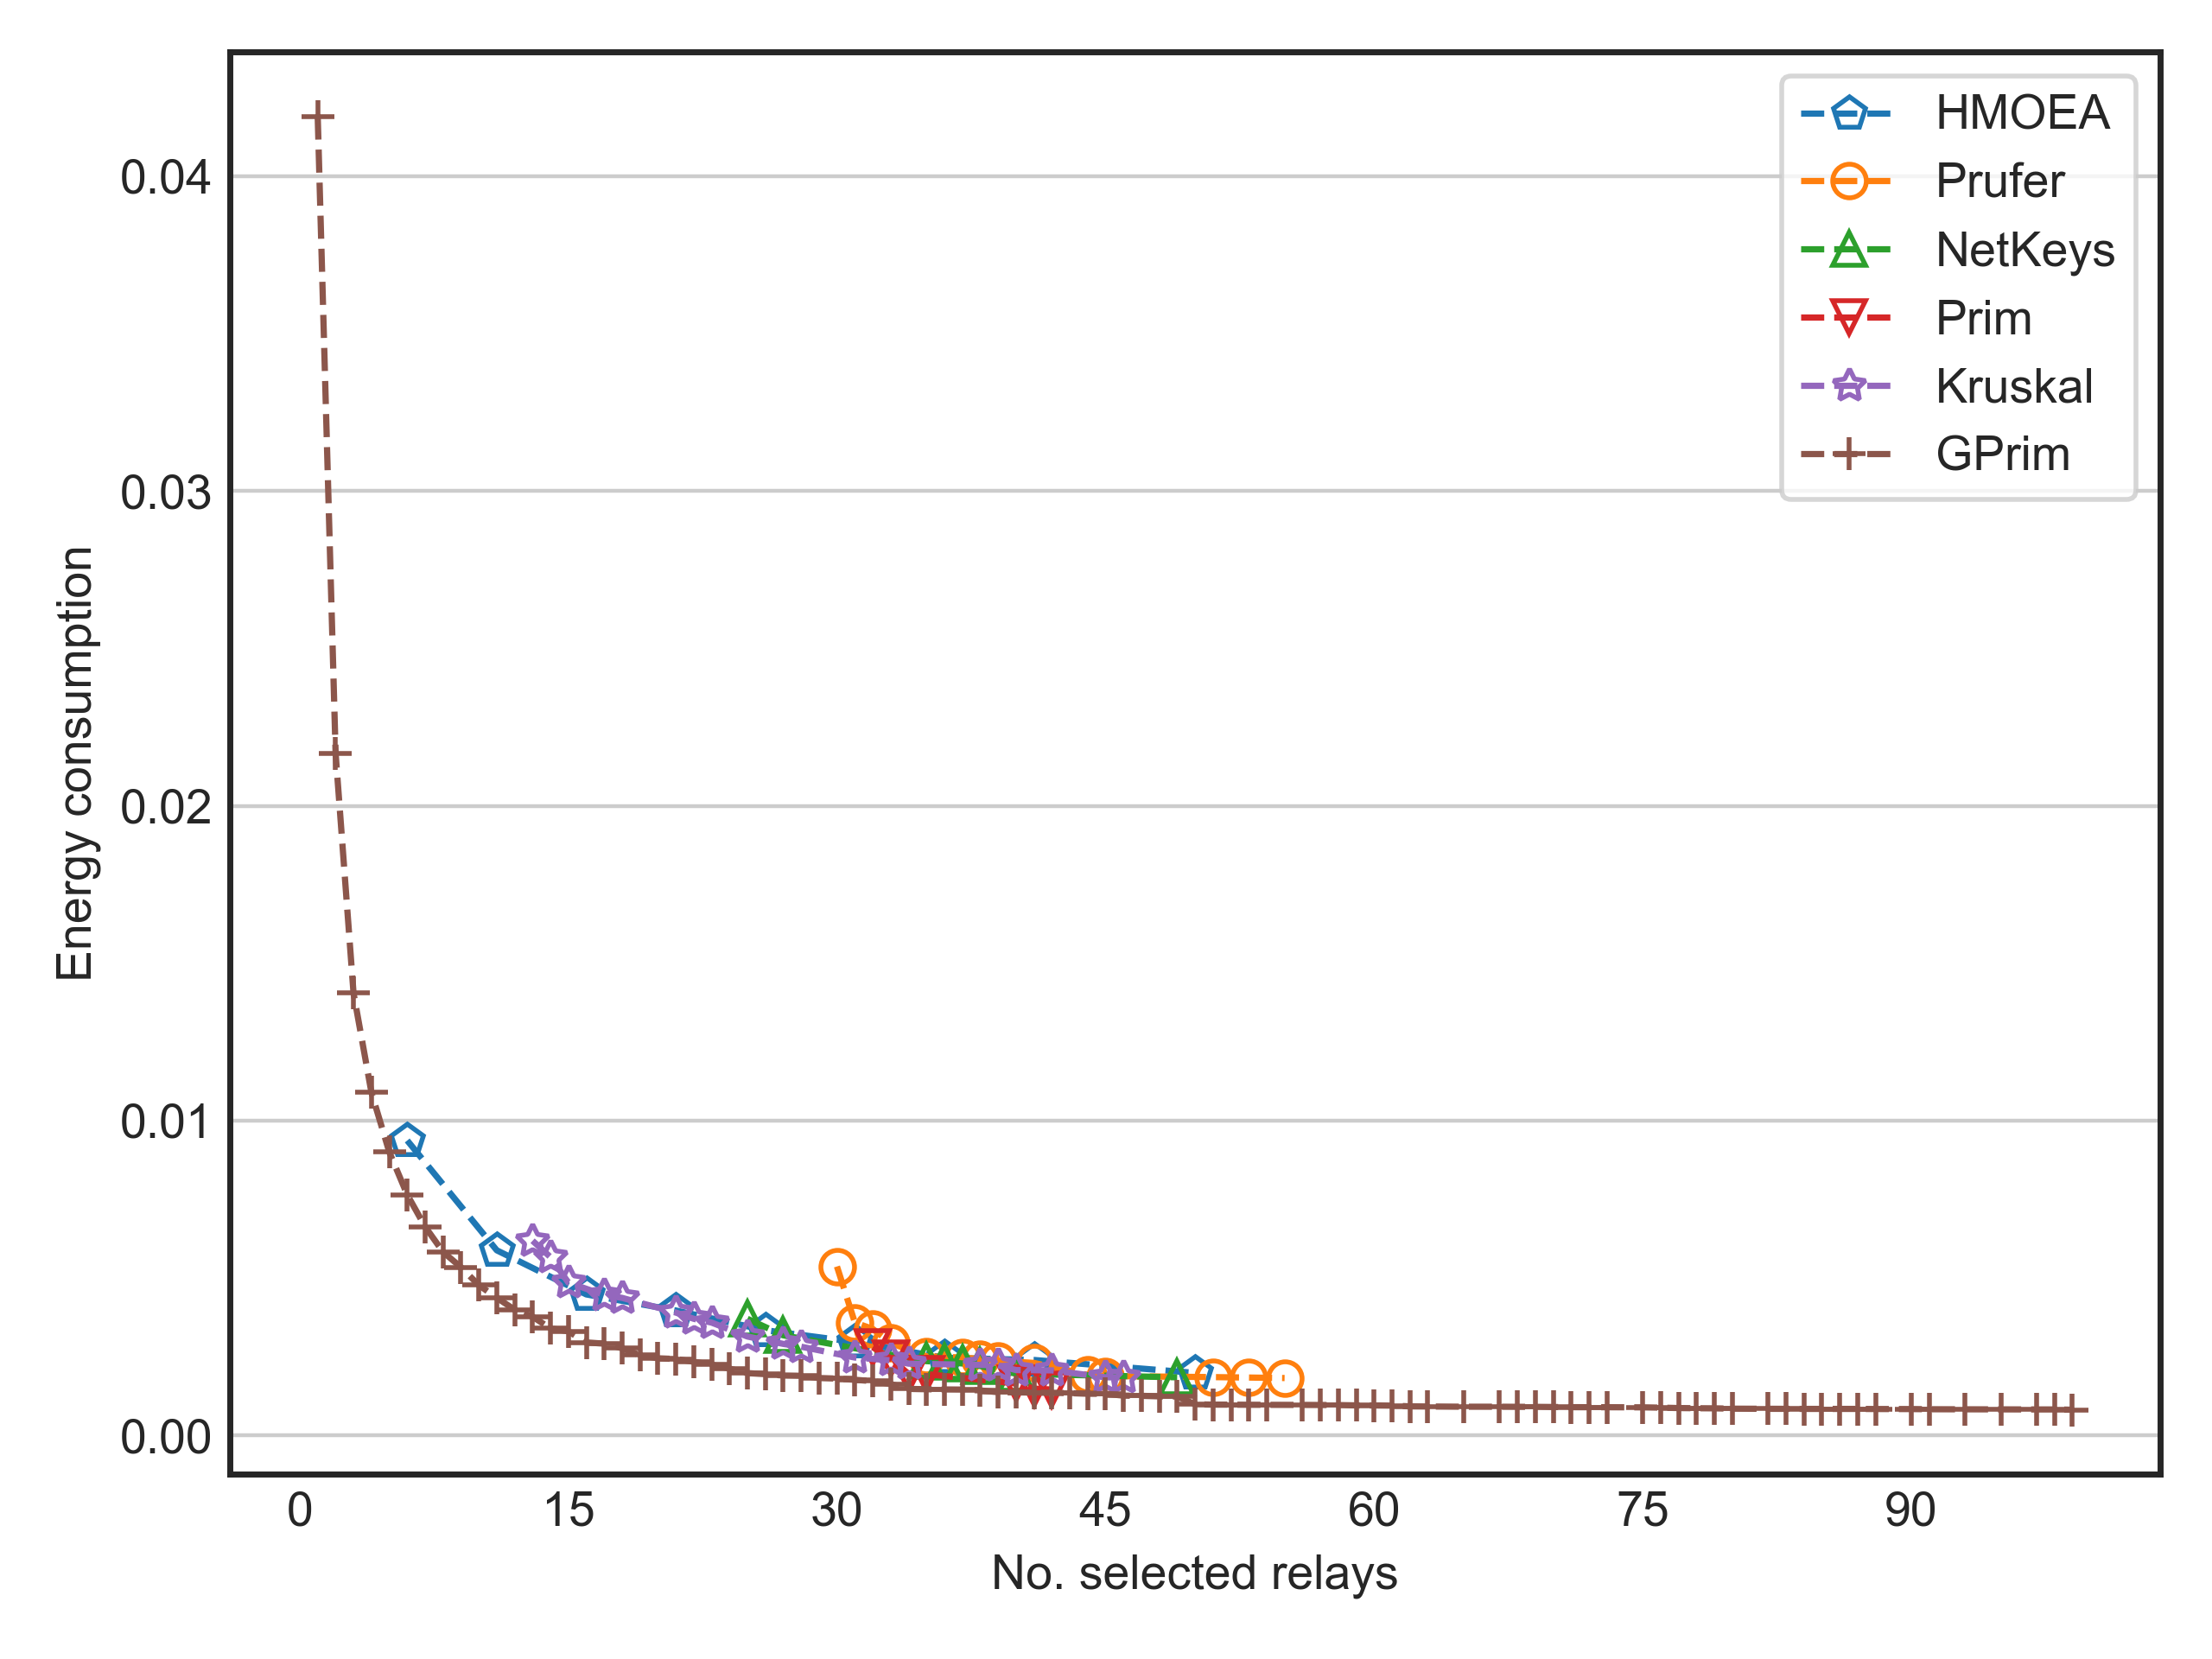 HMOEA
Prufer
NetKeys
Prim
Kruskal
GPrim
0.04
0.03
0.02
0.01
0.00
Energy consumption
0 15 30 45 60 75 90
No. selected relays